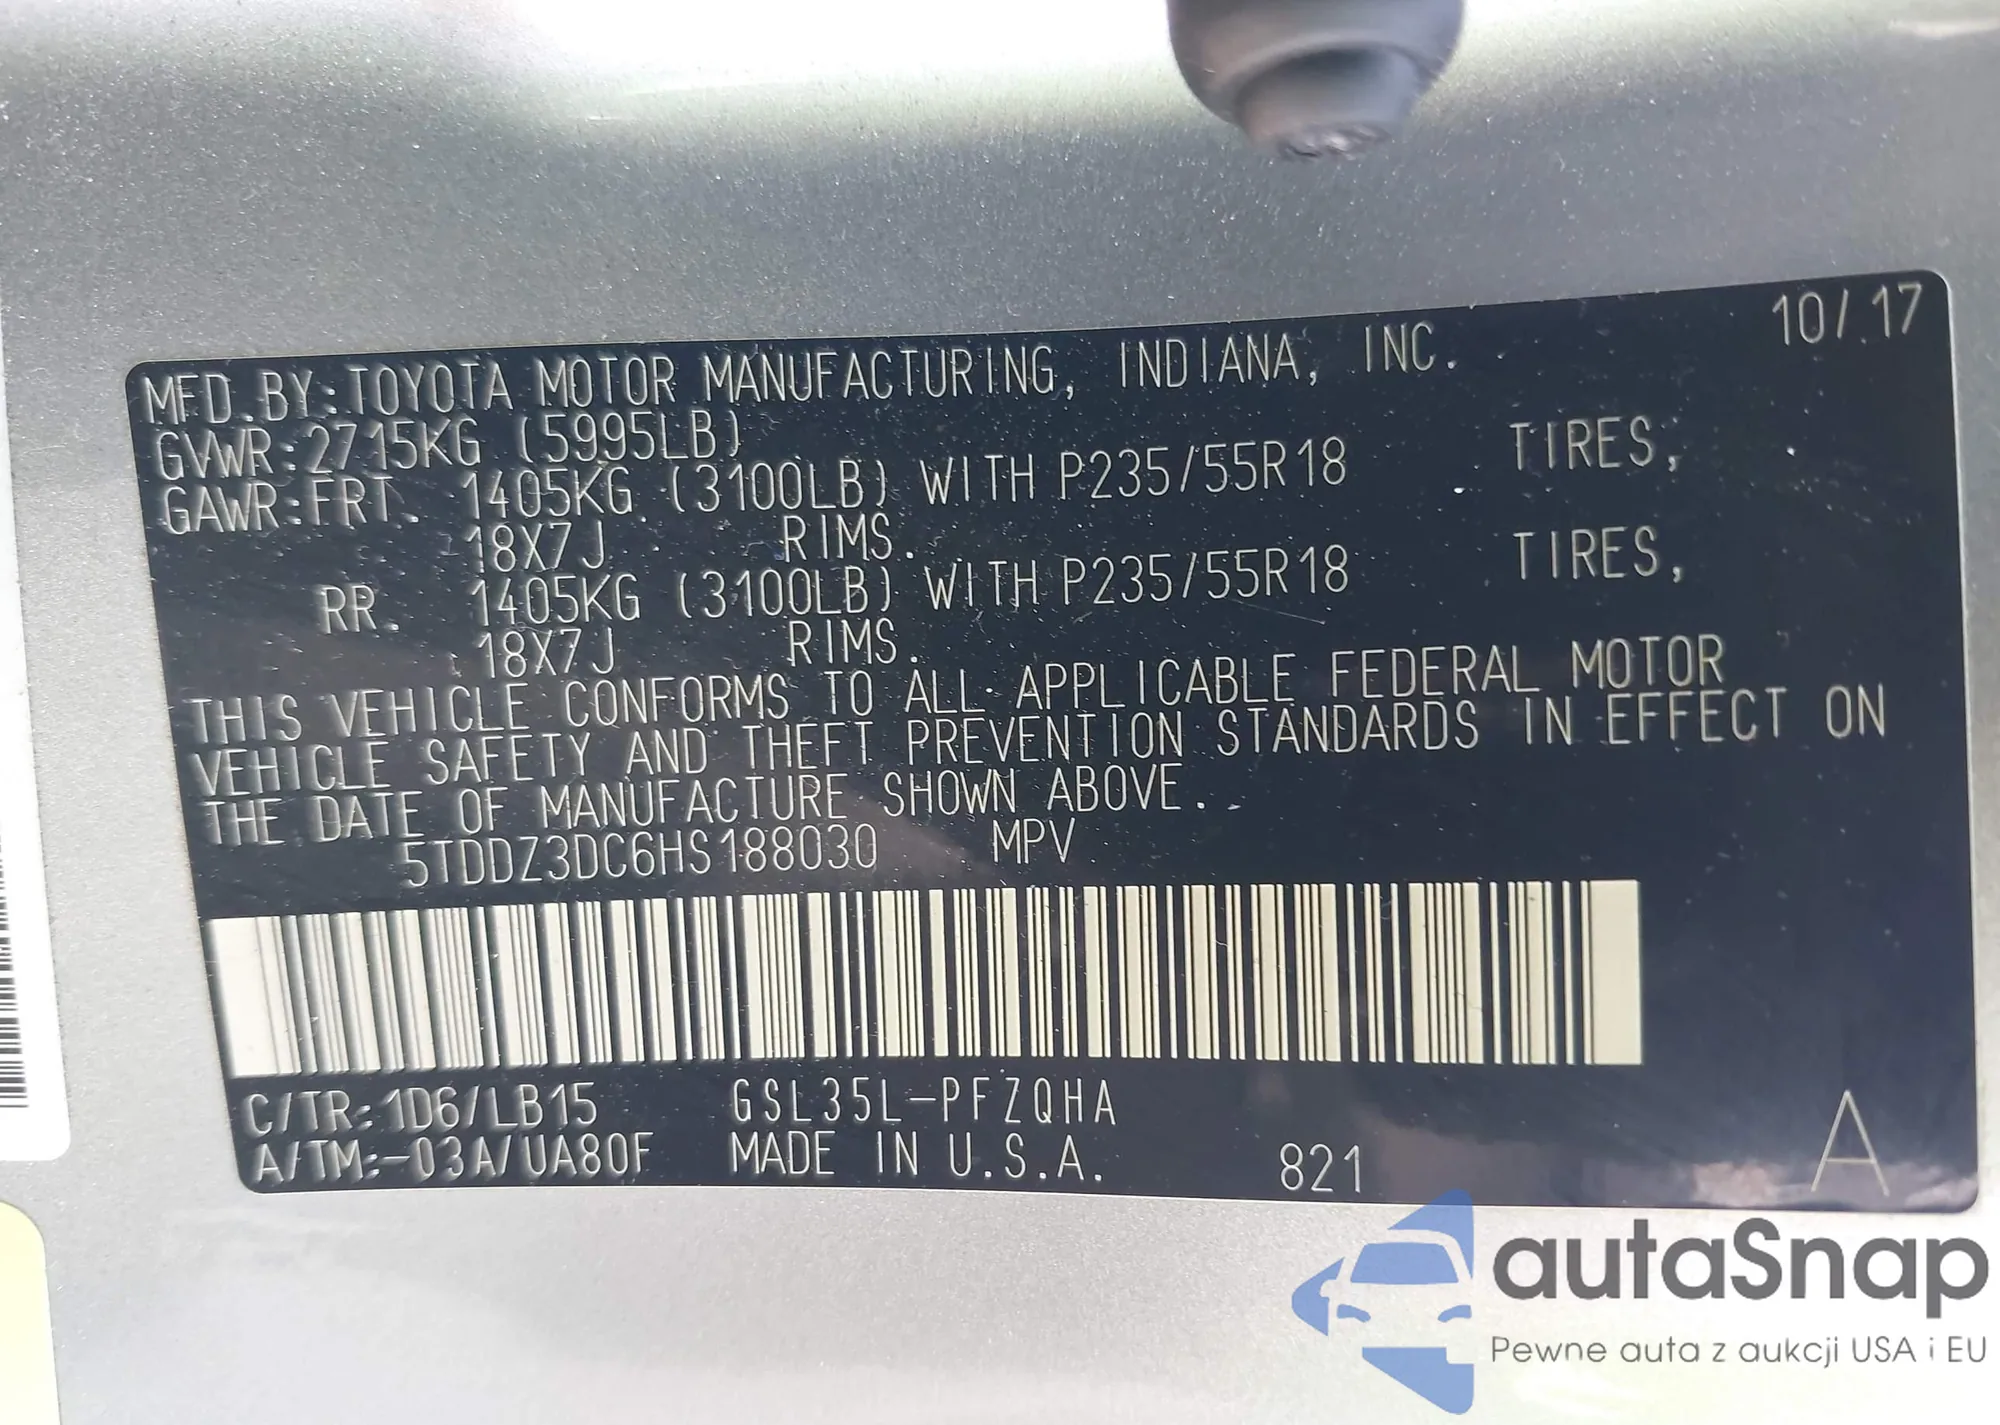 10/17
MFD.BY:TOYOTA MOTOR MANUFACTURING, INDIANA, INC.
GVWR:2715KG (5995LB)
GAWR:FRT. 1405KG (3100LB) WITH P235/55R18 TIRES,
18X7J RIMS.
RR. 1405KG (3100LB) WITH P235/55R18 TIRES,
18X7J RIMS.
THIS VEHICLE CONFORMS TO ALL APPLICABLE FEDERAL MOTOR
VEHICLE SAFETY AND THEFT PREVENTION STANDARDS IN EFFECT ON
THE DATE OF MANUFACTURE SHOWN ABOVE.
5TDDZ3DC6HS188030 MPV
C/TR:1D6/LB15 GSL35L-PFZQHA
A/TM:-03A/UA80F MADE IN U.S.A. 821 A
autaSnap
Pewne auta z aukcji USA i EU